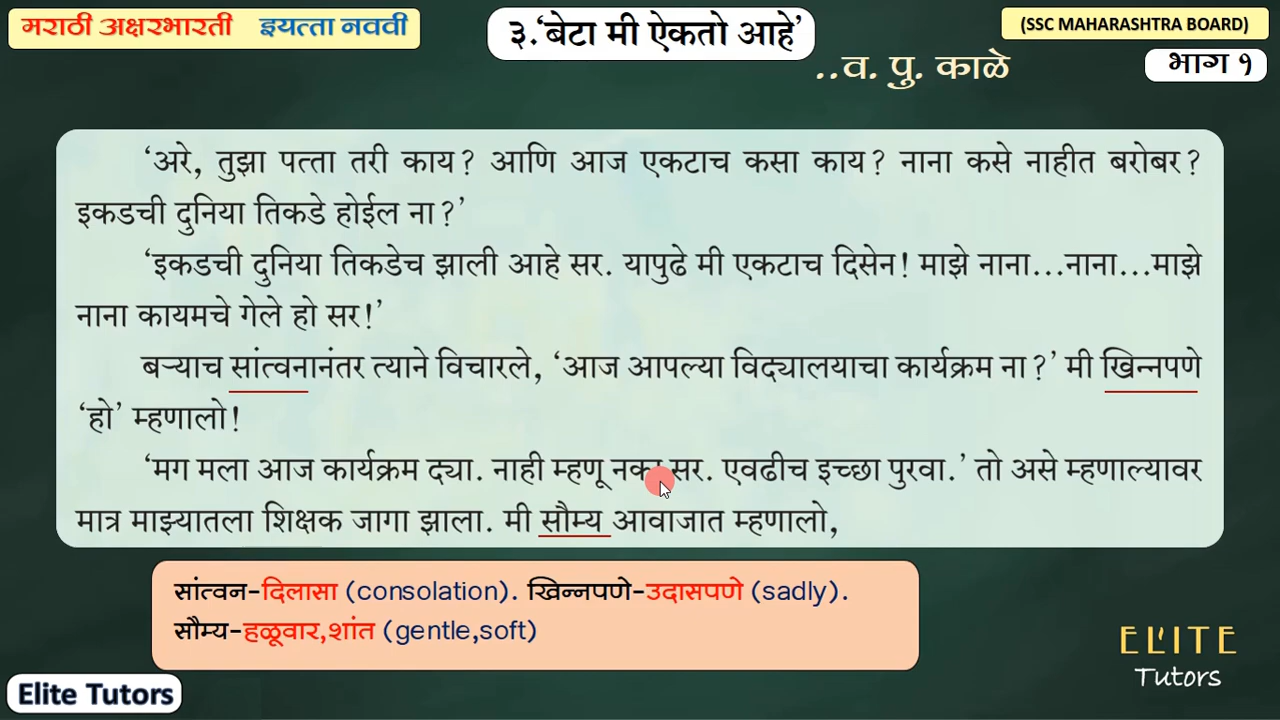 मराठी अक्षरभारती इयत्ता नववी
३.‘बेटा मी ऐकतो आहे’
(SSC MAHARASHTRA BOARD)
..व. पु. काळे
भाग १
‘अरे, तुझा पत्ता तरी काय? आणि आज एकटाच कसा काय? नाना कसे नाहीत बरोबर?
इकडची दुनिया तिकडे होईल ना?’
‘इकडची दुनिया तिकडेच झाली आहे सर. यापुढे मी एकटाच दिसेन! माझे नाना...नाना...माझे
नाना कायमचे गेले हो सर!’
बऱ्याच सांत्वनानंतर त्याने विचारले, ‘आज आपल्या विद्यालयाचा कार्यक्रम ना?’ मी खिन्नपणे
‘हो’ म्हणालो!
‘मग मला आज कार्यक्रम द्या. नाही म्हणू नका सर. एवढीच इच्छा पुरवा.’ तो असे म्हणाल्यावर
मात्र माझ्यातला शिक्षक जागा झाला. मी सौम्य आवाजात म्हणालो,
सांत्वन-दिलासा (consolation). खिन्नपणे-उदासपणे (sadly).
सौम्य-हळूवार,शांत (gentle,soft)
ELITE
Tutors
Elite Tutors